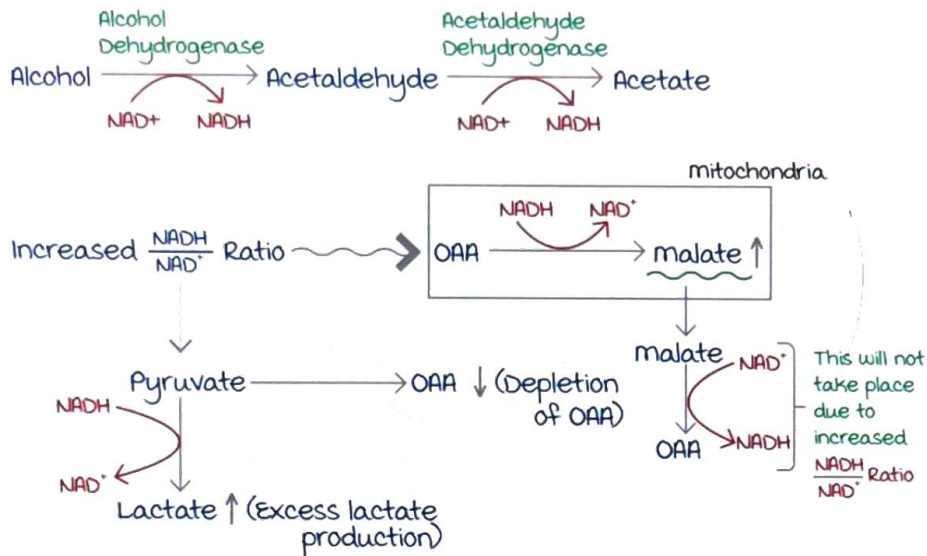 Alcohol
Dehydrogenase
Acetaldehyde
Dehydrogenase
Alcohol
Acetaldehyde
Acetate
NAD+
NADH
NAD+
NADH
mitochondria
NADH
NAD⁺
Increased NADH/NAD⁺ Ratio
OAA
malate ↑
malate
NAD⁺
Pyruvate
OAA ↓ (Depletion
of OAA)
NADH
NAD⁺
OAA
NADH
This will not
take place
due to
increased
NADH/NAD⁺ Ratio
Lactate ↑ (Excess lactate
production)